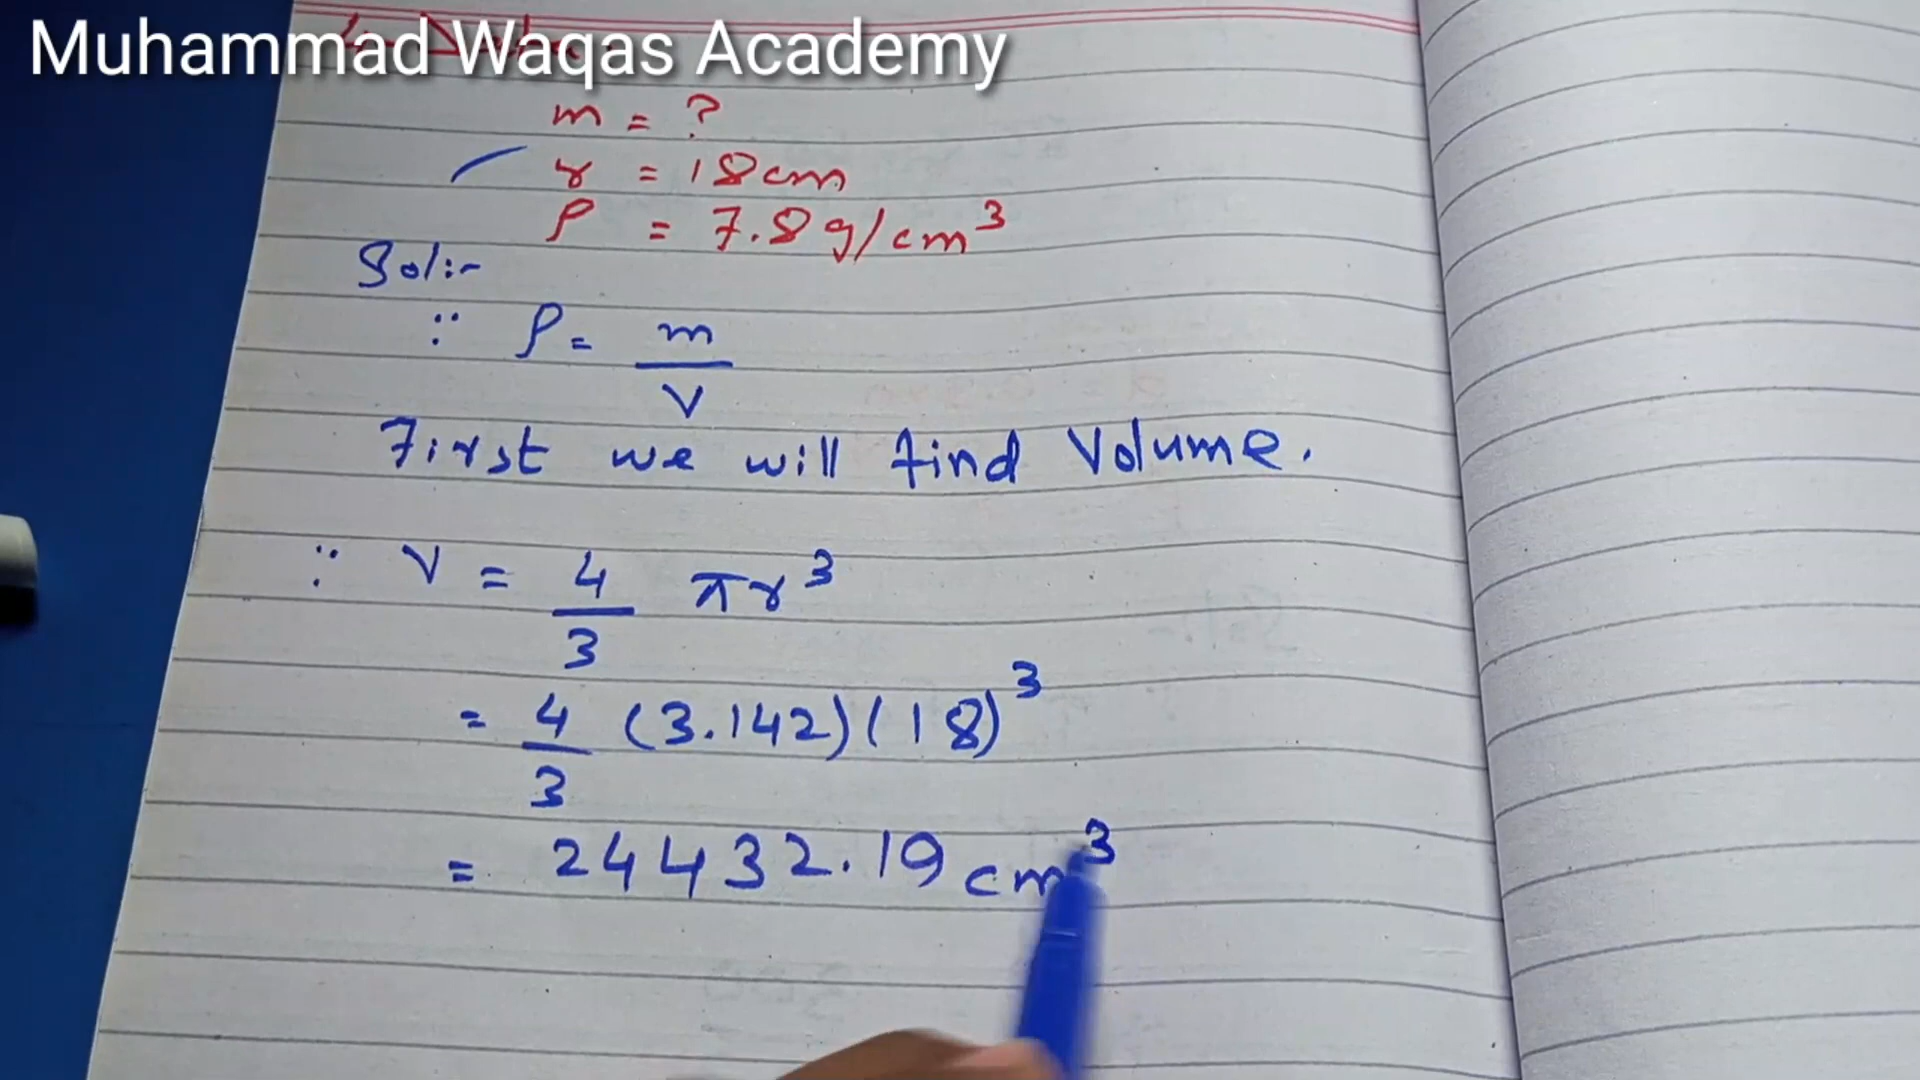 Muhammad Waqas Academy
m = ?
r = 18cm
ρ = 7.8g/cm³
Sol:-
∵ ρ = m/V
First we will find Volume.
∵ V = 4/3 πr³
= 4/3 (3.142)(18)³
= 24432.19 cm³